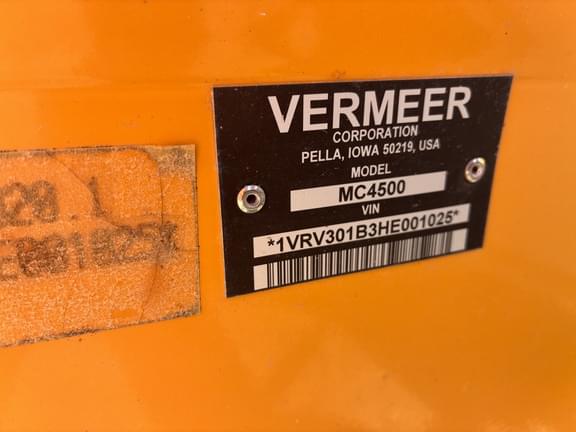 VERMEER
CORPORATION
PELLA, IOWA 50219, USA
MODEL
MC4500
VIN
*1VRV301B3HE001025*